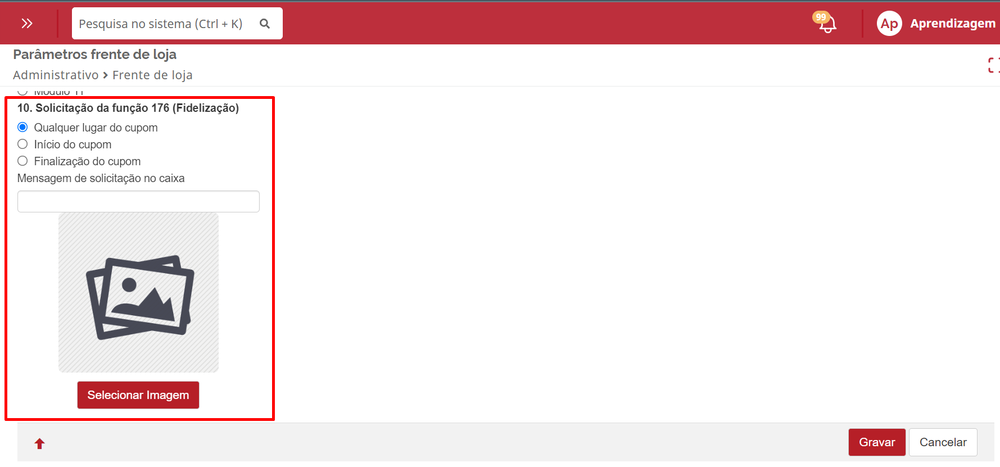 Pesquisa no sistema (Ctrl + K)
99
Ap
Aprendizagem
Parâmetros frente de loja
Administrativo > Frente de loja
Módulo 11
10. Solicitação da função 176 (Fidelização)
Qualquer lugar do cupom
Início do cupom
Finalização do cupom
Mensagem de solicitação no caixa
Selecionar Imagem
Gravar
Cancelar